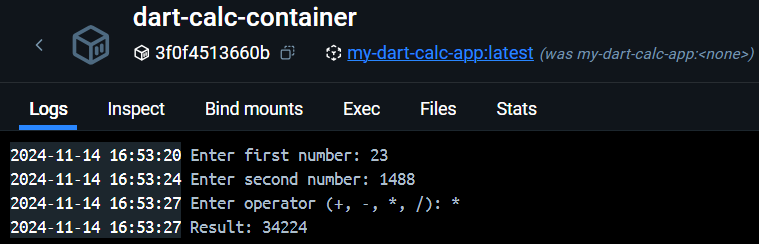 dart-calc-container
3f0f4513660b my-dart-calc-app:latest (was my-dart-calc-app:<none>)
Logs Inspect Bind mounts Exec Files Stats
2024-11-14 16:53:20 Enter first number: 23
2024-11-14 16:53:24 Enter second number: 1488
2024-11-14 16:53:27 Enter operator (+, -, *, /): *
2024-11-14 16:53:27 Result: 34224